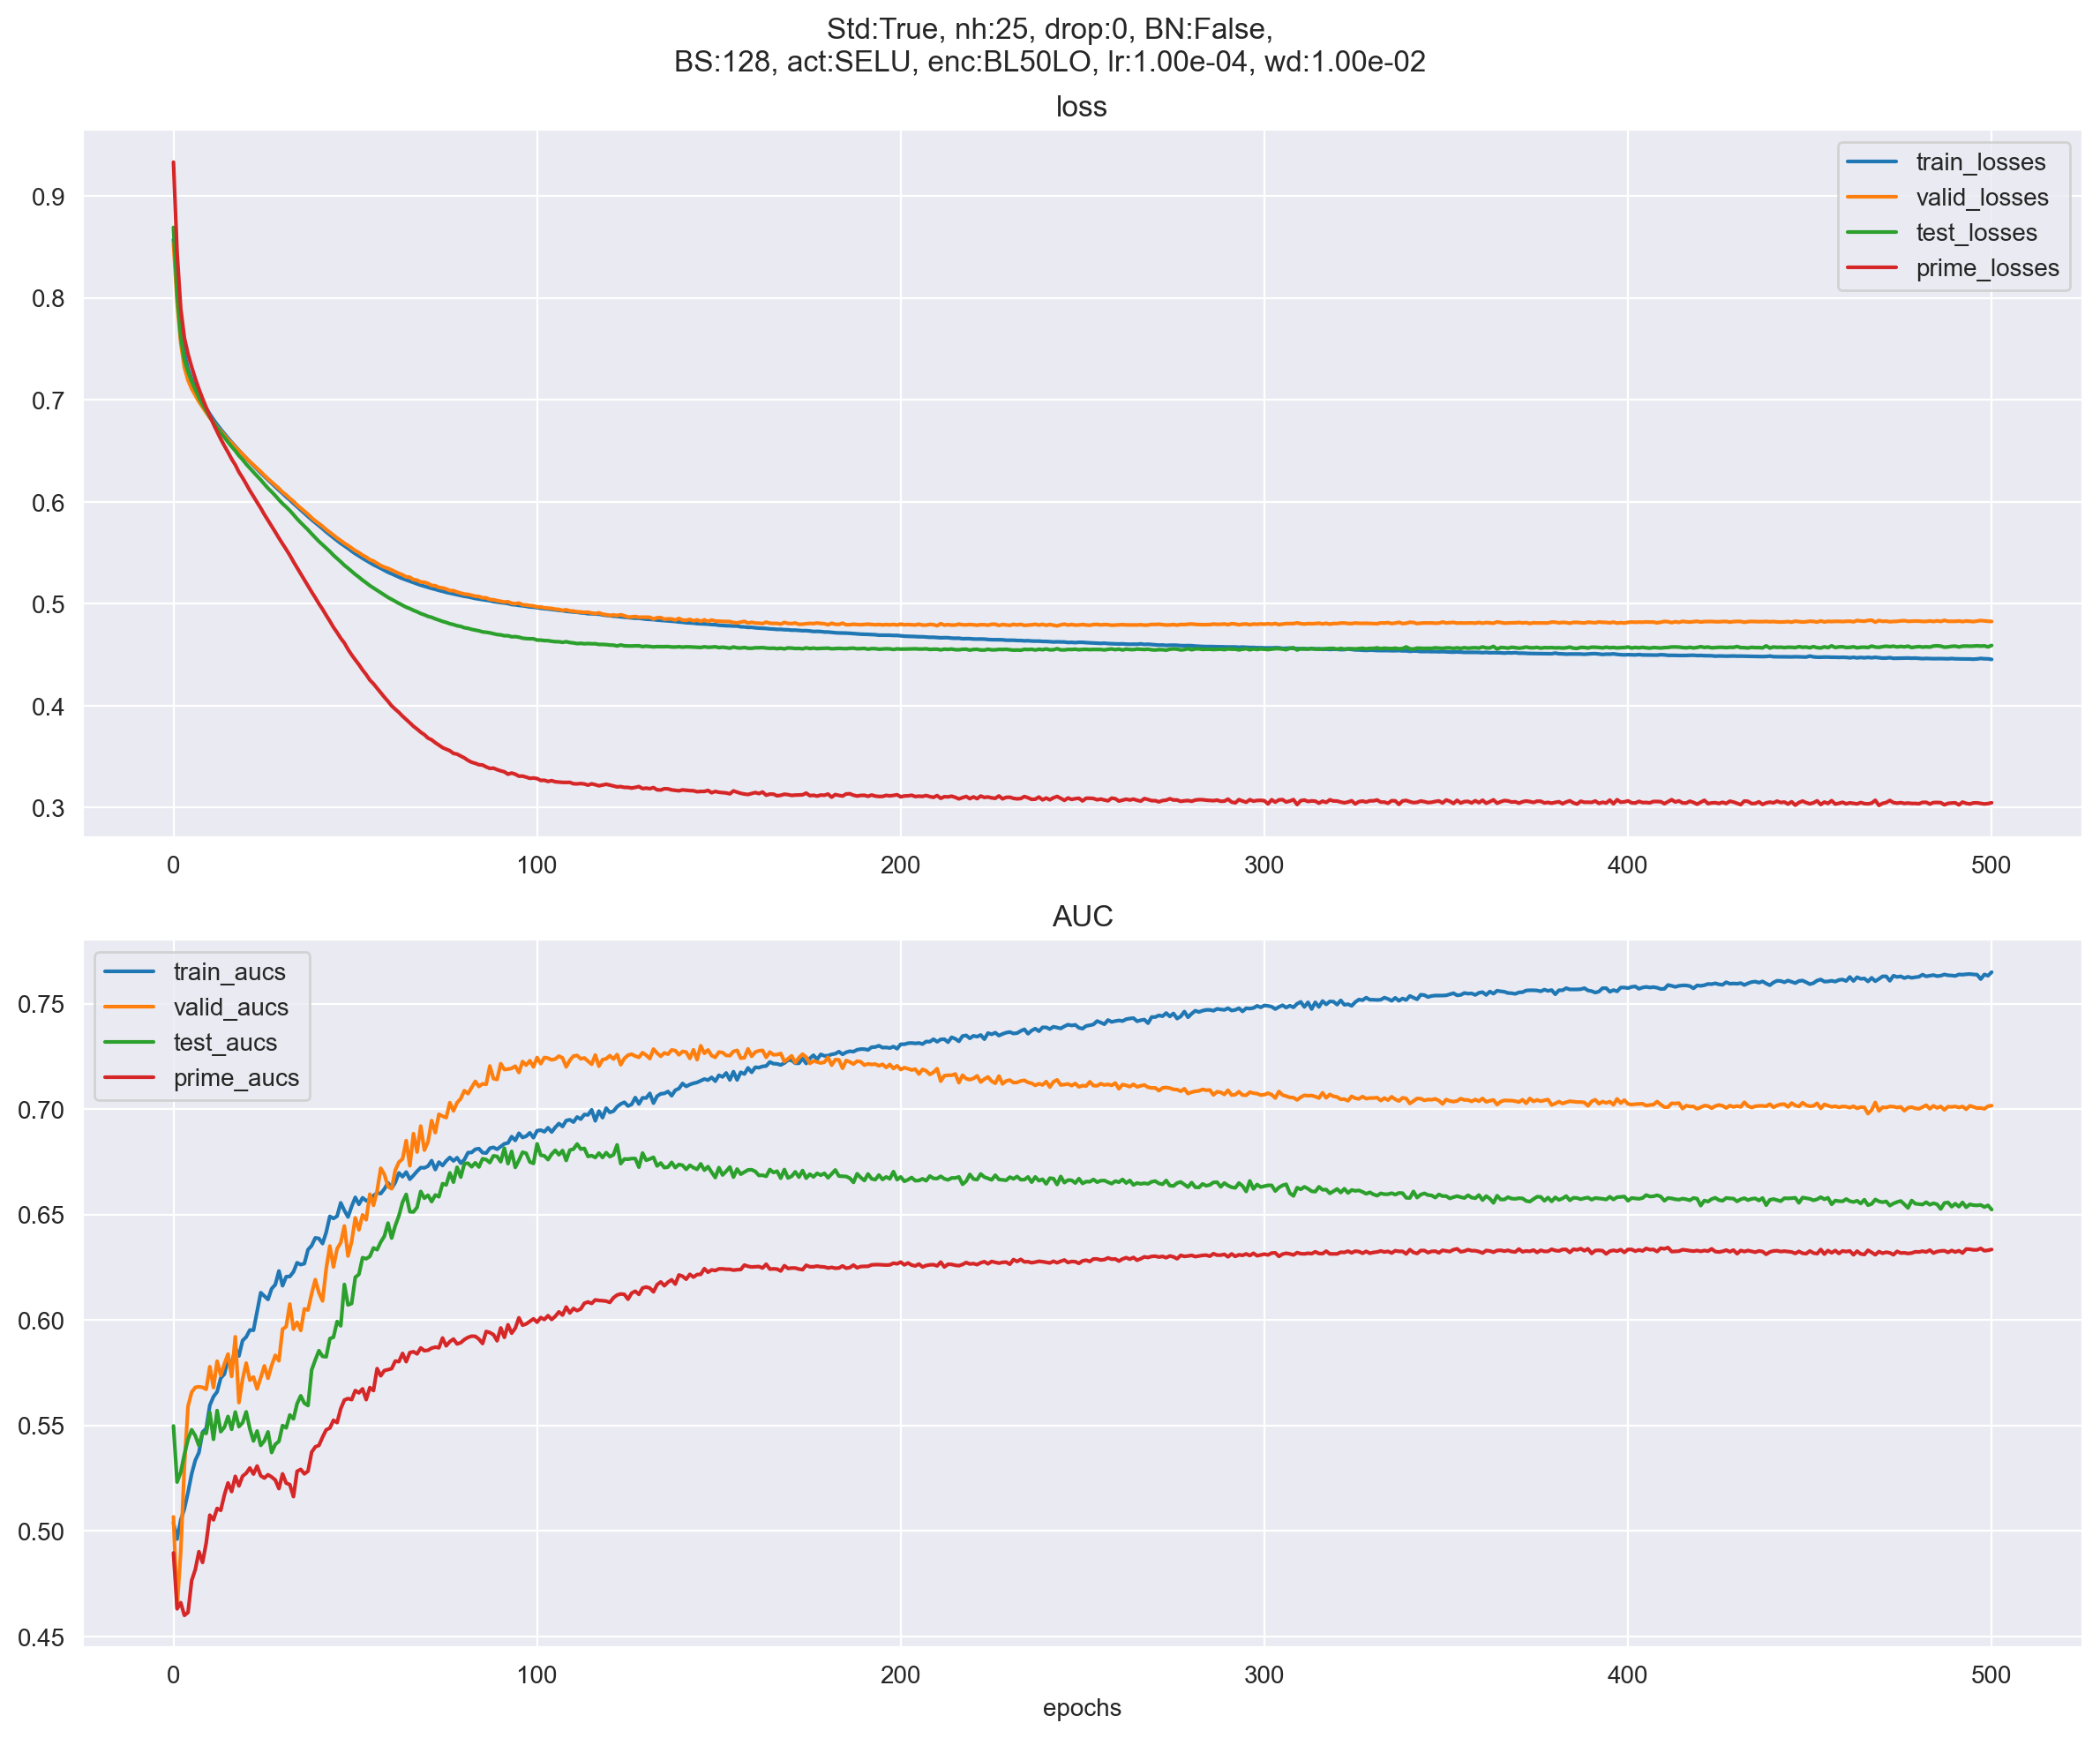 Std:True, nh:25, drop:0, BN:False,
BS:128, act:SELU, enc:BL50LO, lr:1.00e-04, wd:1.00e-02
loss
train_losses
valid_losses
test_losses
prime_losses
0.9
0.8
0.7
0.6
0.5
0.4
0.3
0 100 200 300 400 500
AUC
train_aucs
valid_aucs
test_aucs
prime_aucs
0.75
0.70
0.65
0.60
0.55
0.50
0.45
0 100 200 300 400 500
epochs